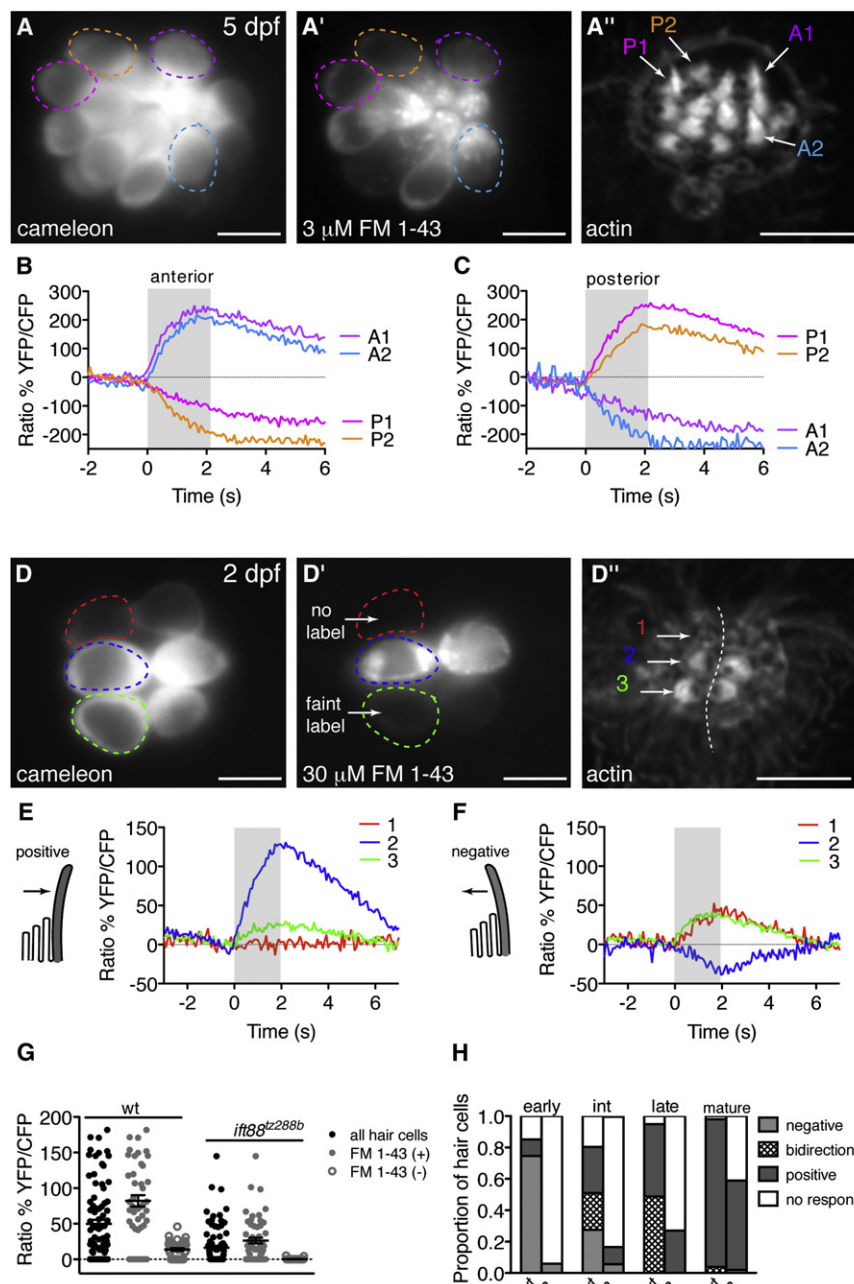 A 5 dpf
cameleon
A'
3 µM FM 1-43
A''
P1
P2
A1
A2
actin
B
anterior
Ratio % YFP/CFP
300
200
100
0
-100
-200
-2 0 2 4 6
Time (s)
A1
A2
P1
P2
C
posterior
Ratio % YFP/CFP
300
200
100
0
-100
-200
-2 0 2 4 6
Time (s)
P1
P2
A1
A2
D 2 dpf
cameleon
D'
no
label
faint
label
30 µM FM 1-43
D''
1
2
3
actin
E
positive
Ratio % YFP/CFP
150
100
50
0
-50
-2 0 2 4 6
Time (s)
1
2
3
F
negative
Ratio % YFP/CFP
150
100
50
0
-50
-2 0 2 4 6
Time (s)
1
2
3
G
wt
ift88tz288b
Ratio % YFP/CFP
200
150
100
50
0
all hair cells
FM 1-43 (+)
FM 1-43 (-)
H
early int late mature
Proportion of hair cells
1.0
0.8
0.6
0.4
0.2
0.0
negative
bidirection
positive
no respon